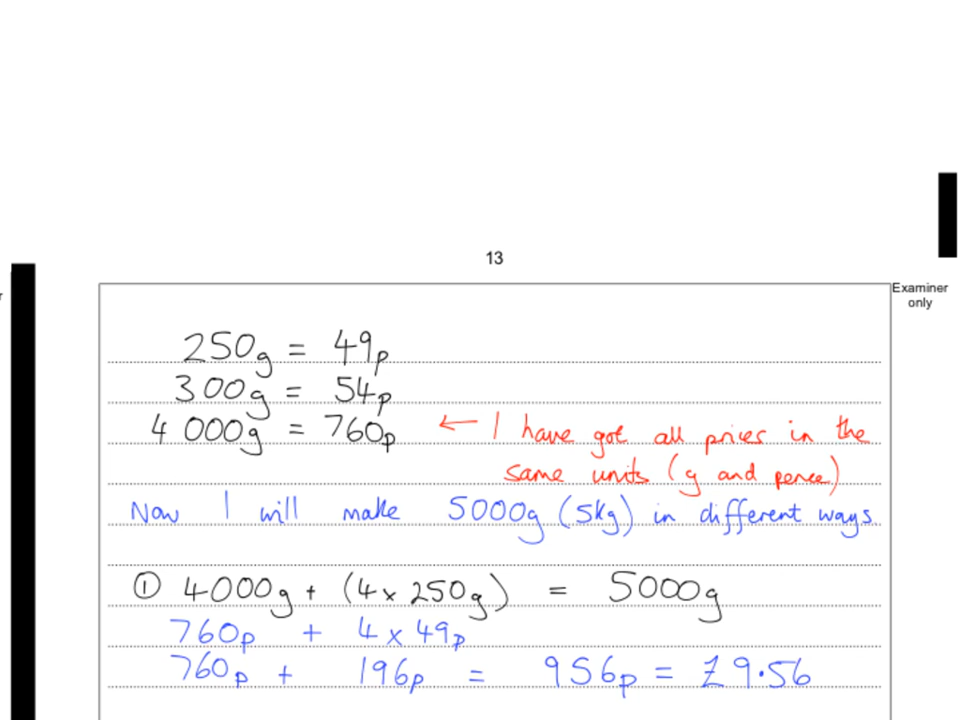 13
Examiner
only
250g = 49p
300g = 54p
4 000g = 760p ← I have got all prices in the
same units (g and pence)
Now I will make 5000g (5kg) in different ways
① 4000g + (4 x 250g) = 5000g
760p + 4 x 49p
760p + 196p = 956p = £9.56